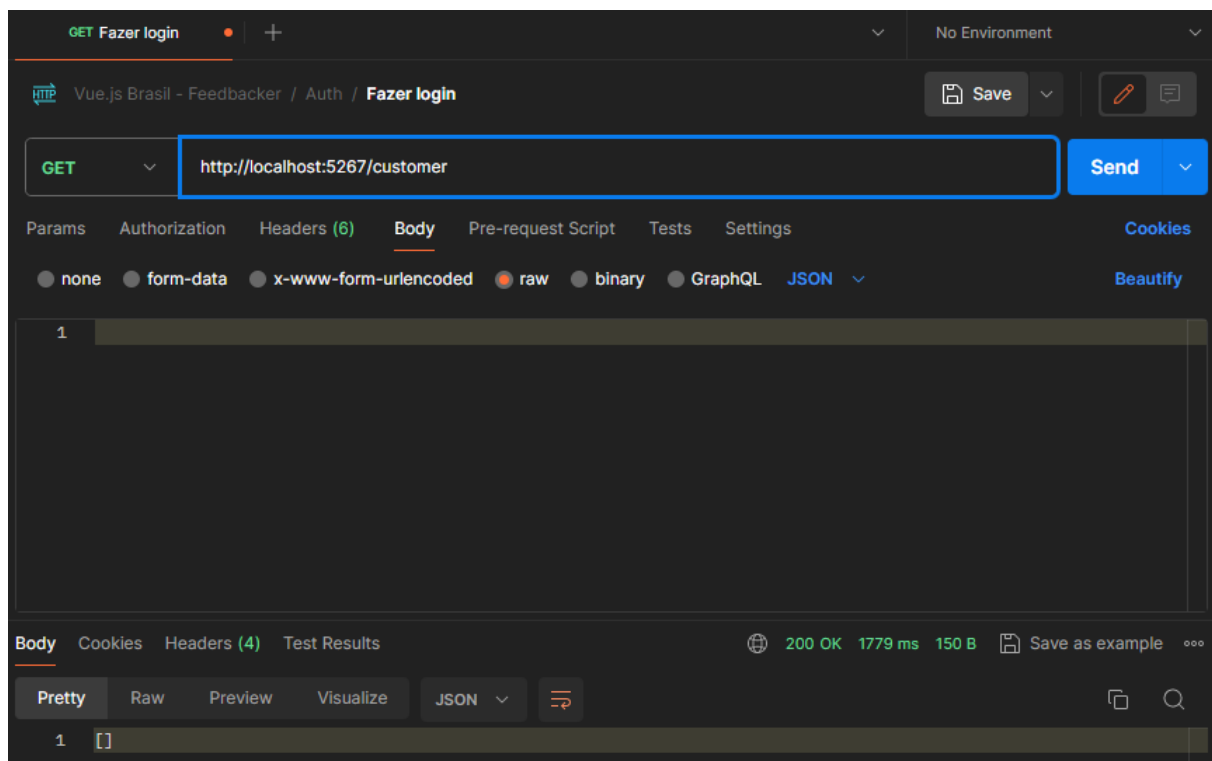 GET Fazer login
No Environment
HTTP Vue.js Brasil - Feedbacker / Auth / Fazer login
Save
GET http://localhost:5267/customer Send
Params Authorization Headers (6) Body Pre-request Script Tests Settings Cookies
none form-data x-www-form-urlencoded raw binary GraphQL JSON Beautify
1
Body Cookies Headers (4) Test Results 200 OK 1779 ms 150 B Save as example
Pretty Raw Preview Visualize JSON
1 []